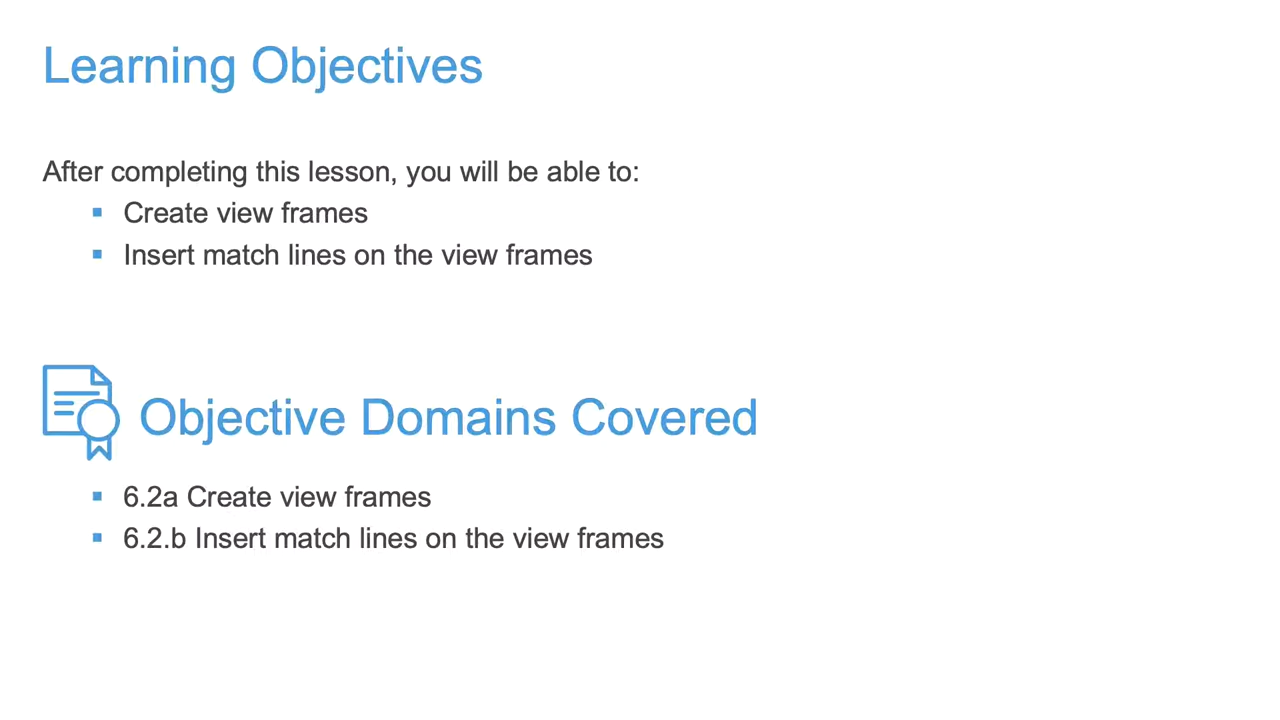 Learning Objectives
After completing this lesson, you will be able to:
▪ Create view frames
▪ Insert match lines on the view frames
Objective Domains Covered
▪ 6.2a Create view frames
▪ 6.2.b Insert match lines on the view frames